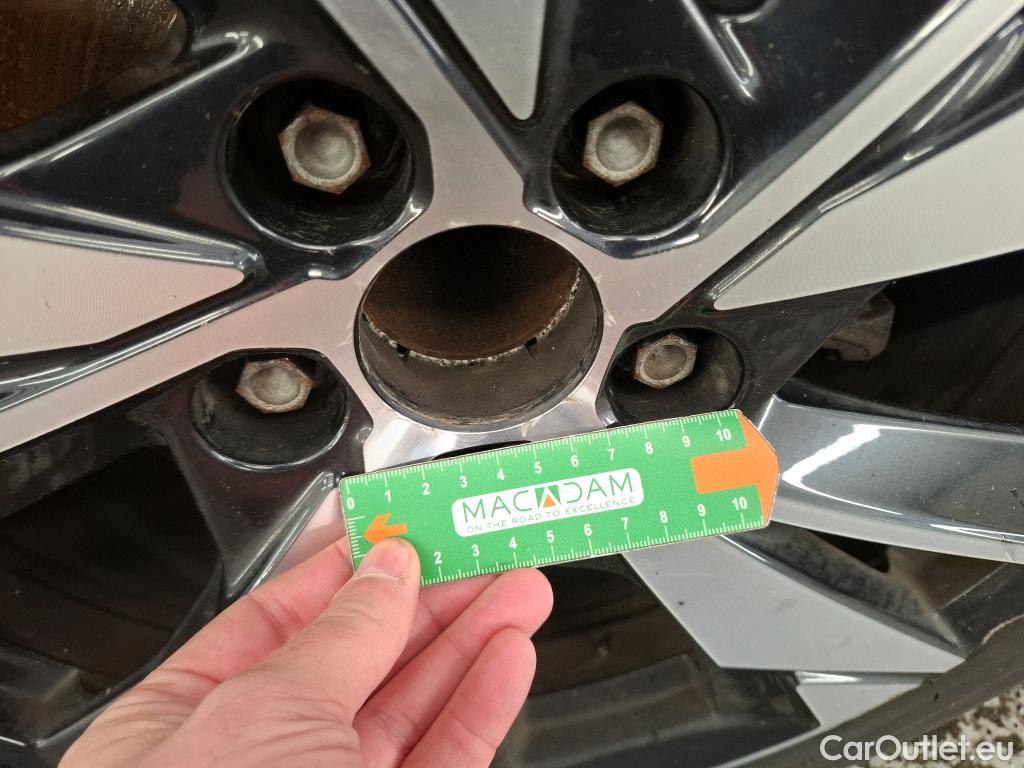 0 1 2 3 4 5 6 7 8 9 10
MACADAM
ON THE ROAD TO EXCELLENCE
2 3 4 5 6 7 8 9 10
CarOutlet.eu